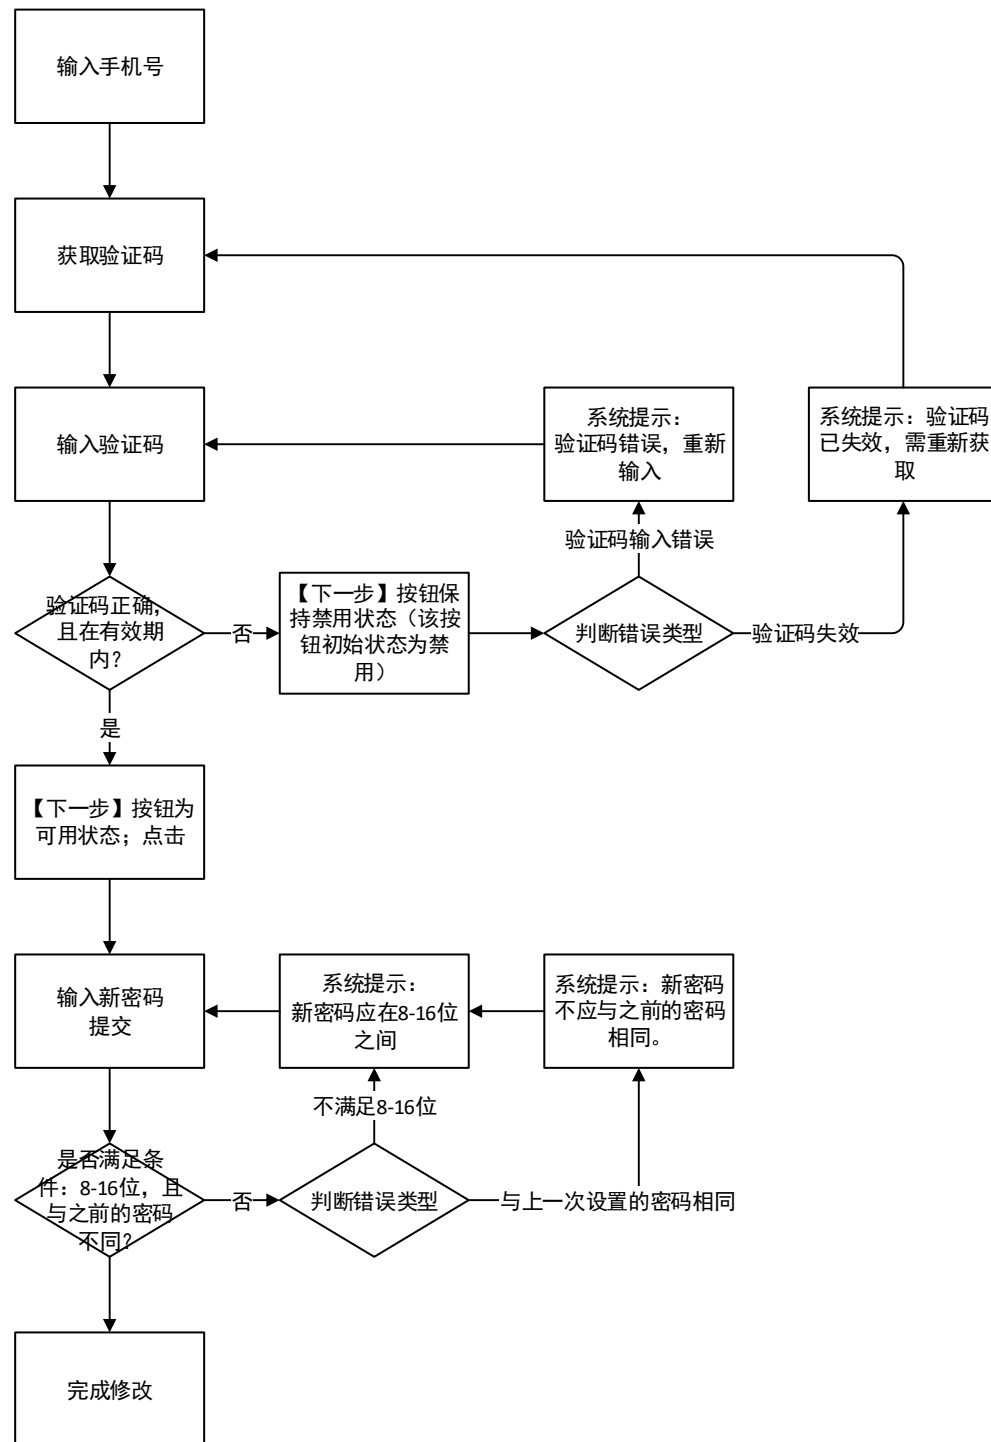 输入手机号
获取验证码
输入验证码
系统提示：
验证码错误，重新
输入
系统提示：验证码
已失效，需重新获
取
验证码输入错误
验证码正确，
且在有效期
内？
否
【下一步】按钮保
持禁用状态（该按
钮初始状态为禁
用）
判断错误类型
验证码失效
是
【下一步】按钮为
可用状态；点击
输入新密码
提交
系统提示：
新密码应在8-16位
之间
系统提示：新密码
不应与之前的密码
相同。
不满足8-16位
是否满足条
件：8-16位，且
与之前的密码
不同？
否
判断错误类型
与上一次设置的密码相同
完成修改